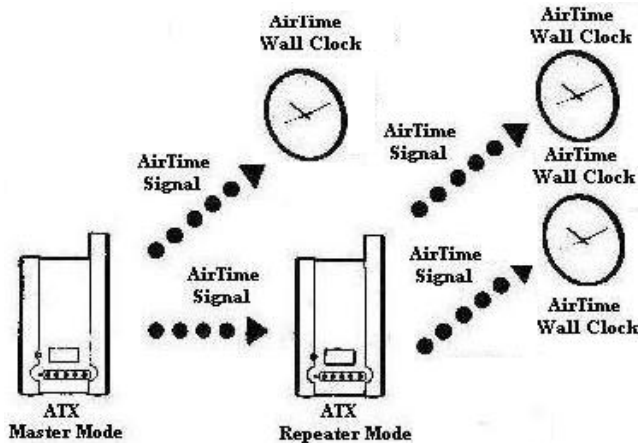 AirTime
Wall Clock
AirTime
Wall Clock
AirTime
Signal
AirTime
Signal
AirTime
Wall Clock
AirTime
Signal
AirTime
Signal
AirTime
Wall Clock
ATX
Master Mode
ATX
Repeater Mode